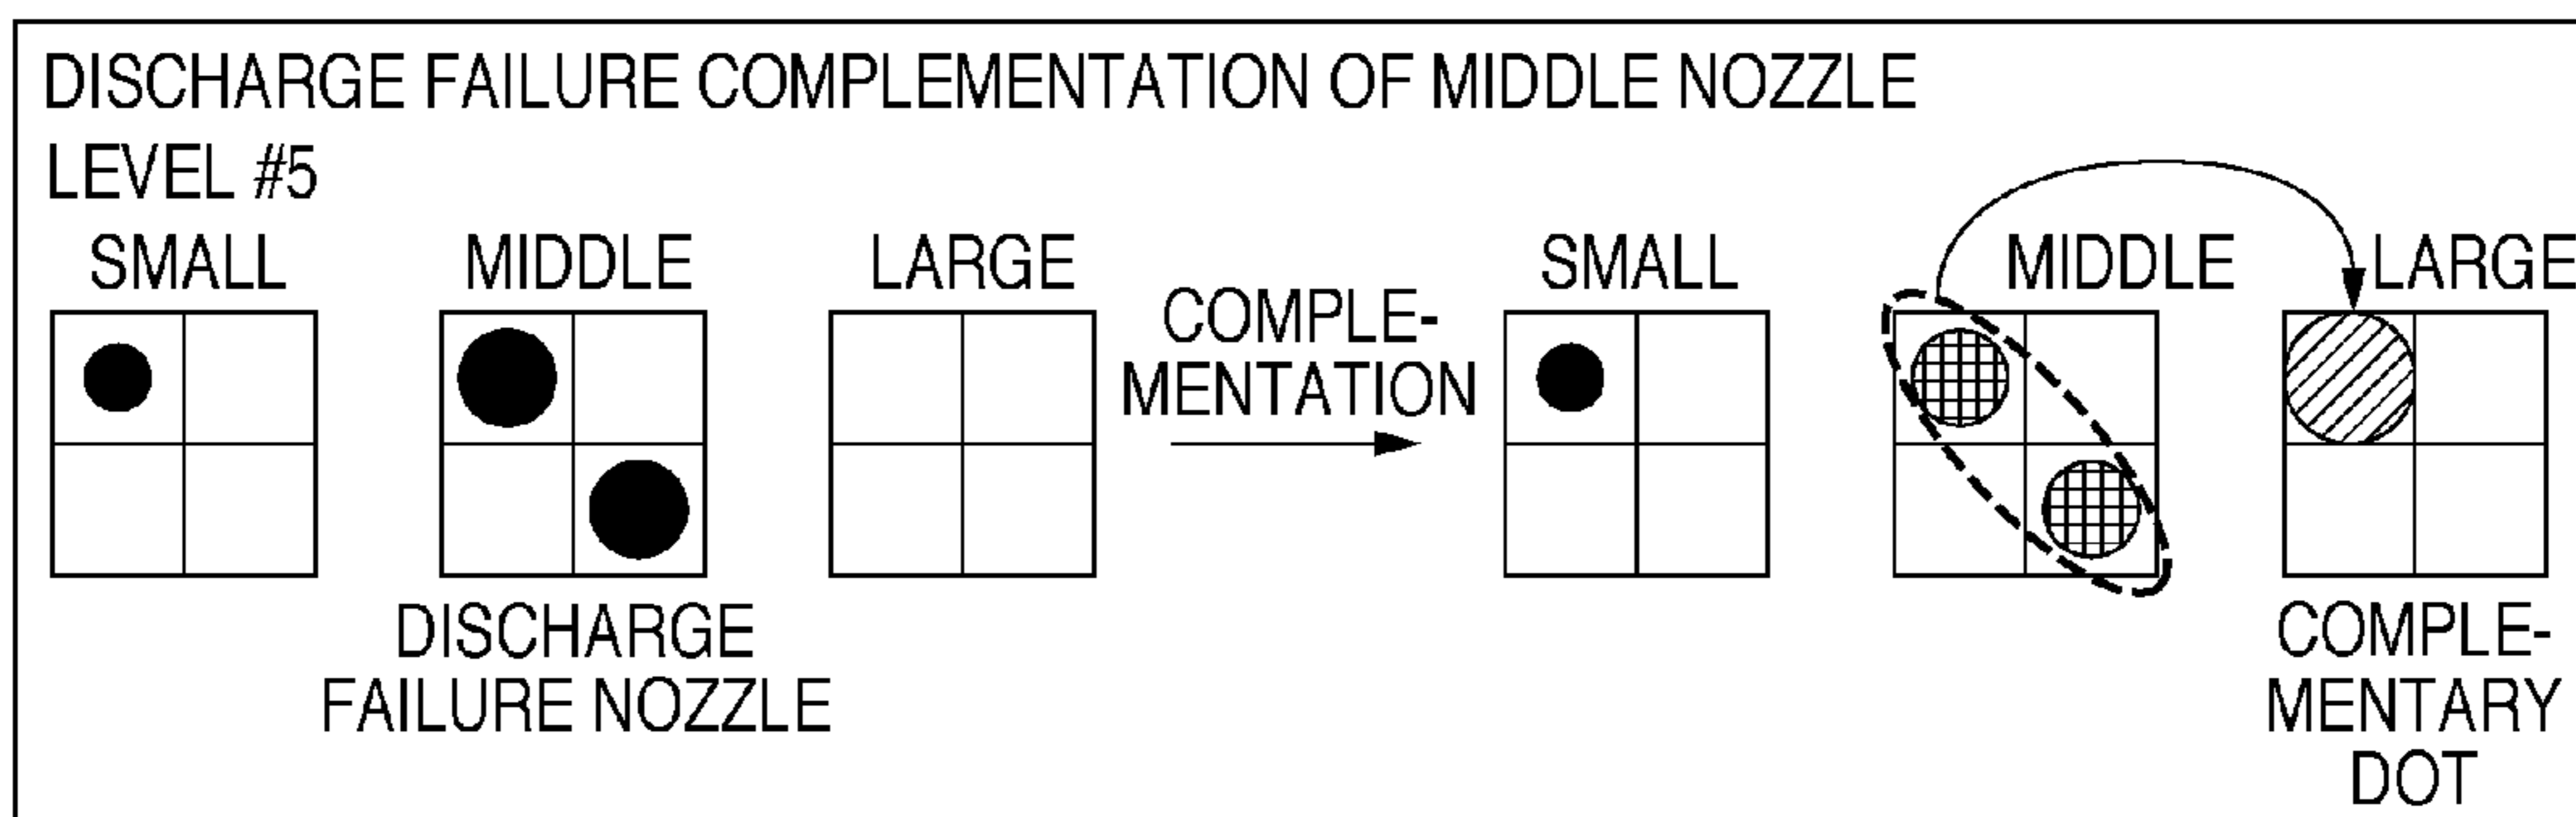 DISCHARGE FAILURE COMPLEMENTATION OF MIDDLE NOZZLE
LEVEL #5
SMALL
MIDDLE
LARGE
COMPLE-
MENTATION
SMALL
MIDDLE
LARGE
DISCHARGE
FAILURE NOZZLE
COMPLE-
MENTARY
DOT